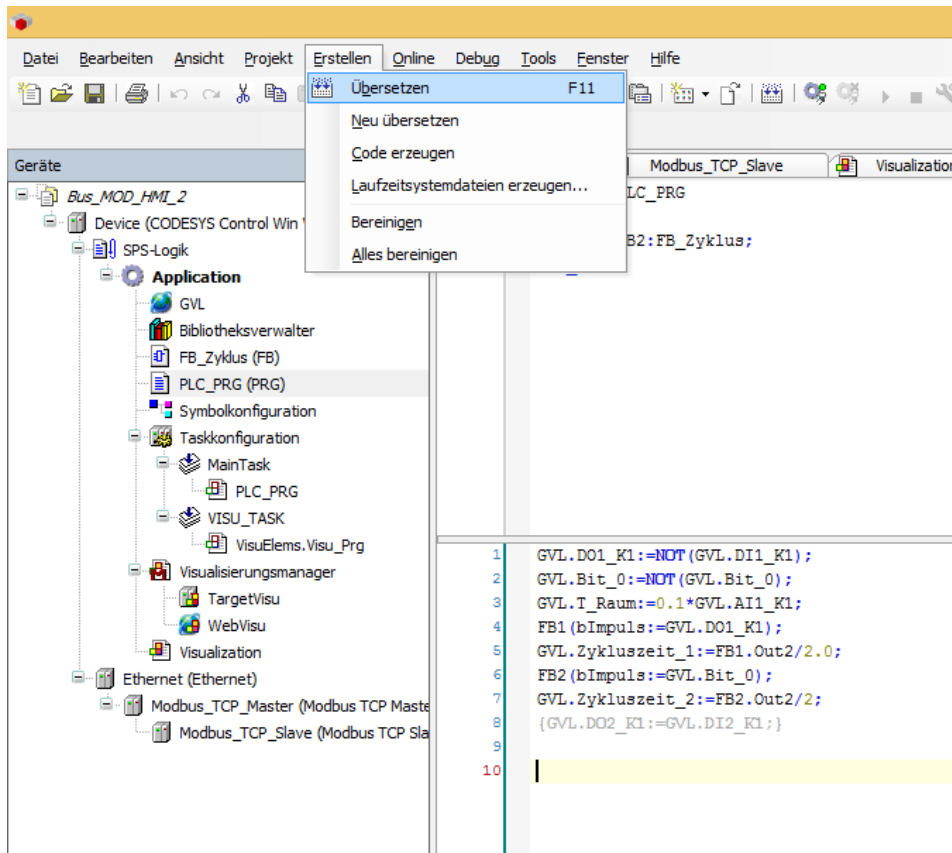 Datei Bearbeiten Ansicht Projekt Erstellen Online Debug Tools Fenster Hilfe
Übersetzen F11
Neu übersetzen
Code erzeugen
Laufzeitsystemdateien erzeugen...
Bereinigen
Alles bereinigen
Geräte
Bus_MOD_HMI_2
Device (CODESYS Control Win
SPS-Logik
Application
GVL
Bibliotheksverwalter
FB_Zyklus (FB)
PLC_PRG (PRG)
Symbolkonfiguration
Taskkonfiguration
MainTask
PLC_PRG
VISU_TASK
VisuElems.Visu_Prg
Visualisierungsmanager
TargetVisu
WebVisu
Visualization
Ethernet (Ethernet)
Modbus_TCP_Master (Modbus TCP Maste
Modbus_TCP_Slave (Modbus TCP Sla
Modbus_TCP_Slave Visualization
LC_PRG
B2:FB_Zyklus;
1 GVL.DO1_K1:=NOT(GVL.DI1_K1);
2 GVL.Bit_0:=NOT(GVL.Bit_0);
3 GVL.T_Raum:=0.1*GVL.AI1_K1;
4 FB1(bImpuls:=GVL.DO1_K1);
5 GVL.Zykluszeit_1:=FB1.Out2/2.0;
6 FB2(bImpuls:=GVL.Bit_0);
7 GVL.Zykluszeit_2:=FB2.Out2/2;
8 {GVL.DO2_K1:=GVL.DI2_K1;}
9
10